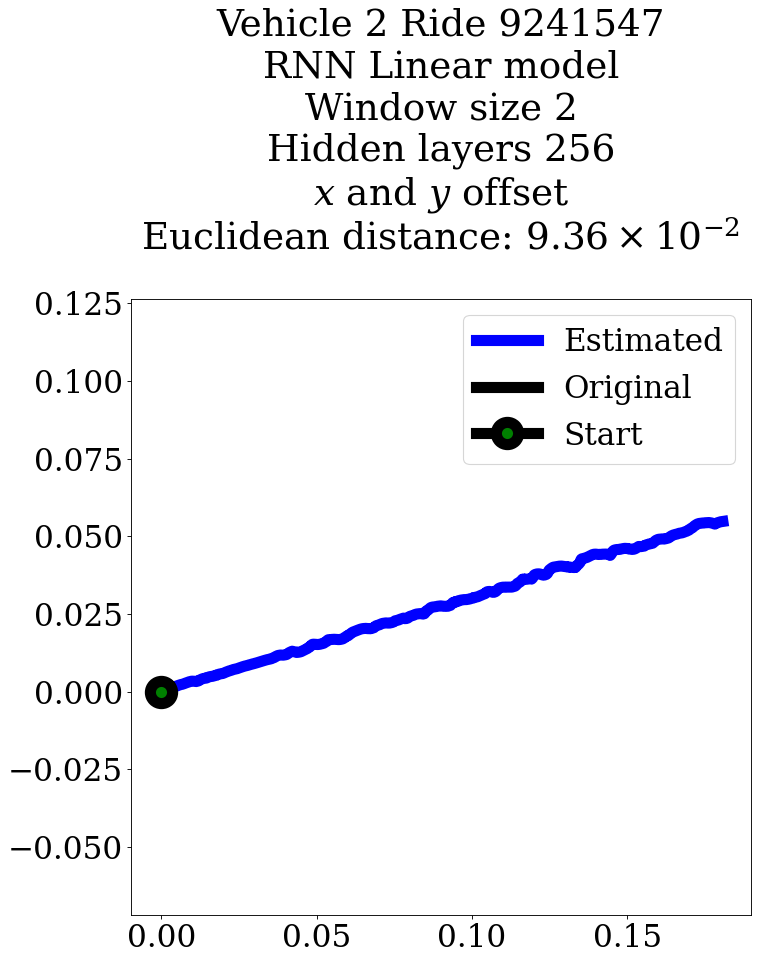 Vehicle 2 Ride 9241547
RNN Linear model
Window size 2
Hidden layers 256
x and y offset
Euclidean distance: 9.36 × 10⁻²
Estimated
Original
Start
0.125
0.100
0.075
0.050
0.025
0.000
−0.025
−0.050
0.00 0.05 0.10 0.15